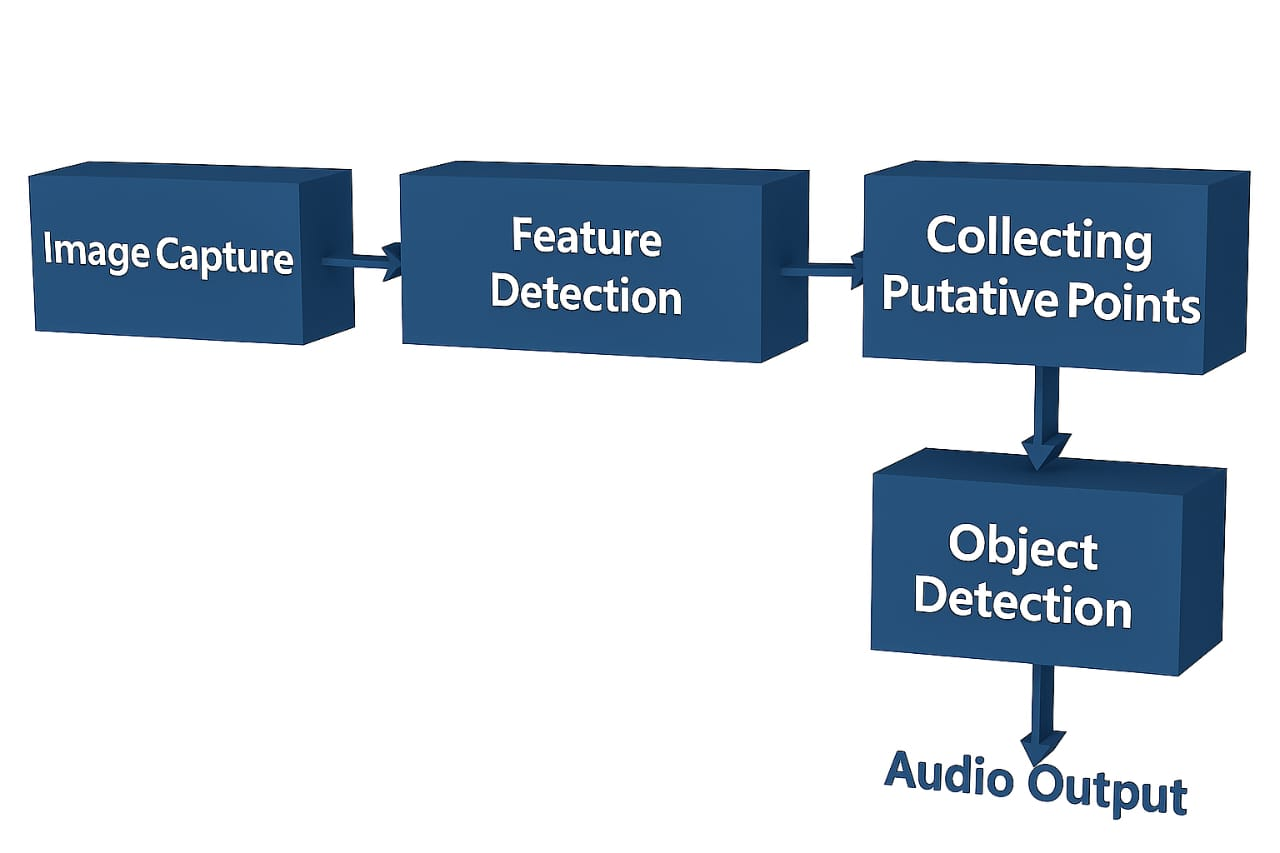 Image Capture
Feature
Detection
Collecting
Putative Points
Object
Detection
Audio Output